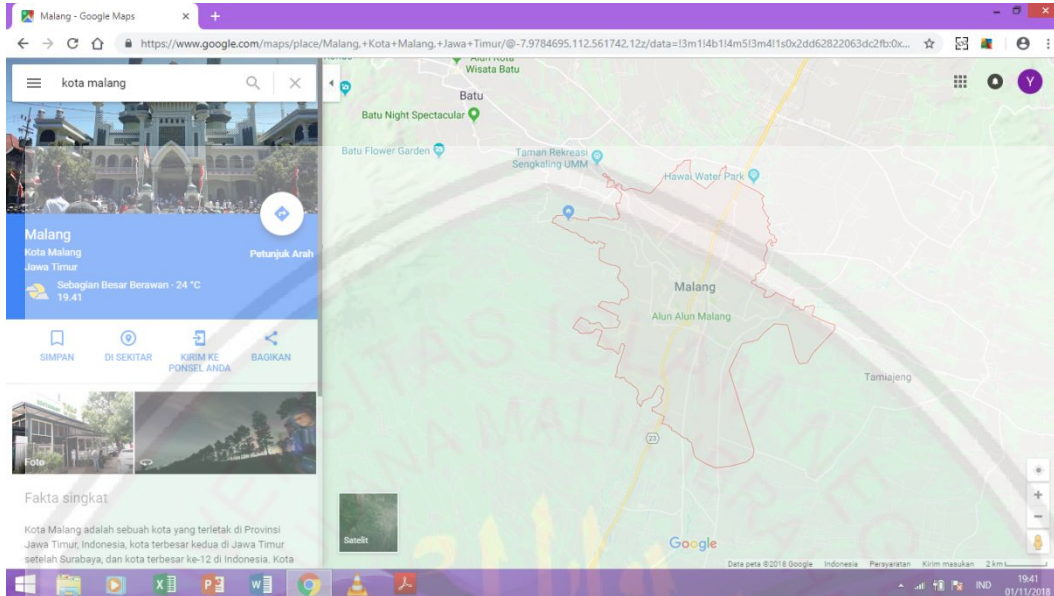 Malang - Google Maps
https://www.google.com/maps/place/Malang,+Kota+Malang,+Jawa+Timur/@-7.9784695,112.561742,12z/data=!3m1!4b1!4m5!3m4!1s0x2dd62822063dc2fb:0x...
kota malang
Malang
Kota Malang
Jawa Timur
Petunjuk Arah
Sebagian Besar Berawan · 24 °C
19.41
SIMPAN
DI SEKITAR
KIRIM KE
PONSEL ANDA
BAGIKAN
Foto
Fakta singkat
Kota Malang adalah sebuah kota yang terletak di Provinsi
Jawa Timur, Indonesia, kota terbesar kedua di Jawa Timur
setelah Surabaya, dan kota terbesar ke-12 di Indonesia. Kota
Alun Kota
Wisata Batu
Batu
Batu Night Spectacular
Batu Flower Garden
Taman Rekreasi
Sengkaling UMM
Hawai Water Park
Malang
Alun Alun Malang
Tamiajeng
23
Satelit
Google
Data peta ©2018 Google Indonesia Persyaratan Kirim masukan 2 km
Y
IND
19:41
01/11/2018